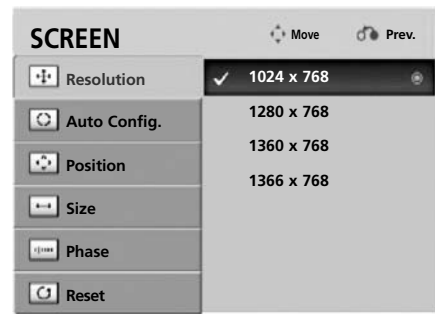 SCREEN
Move
Prev.
Resolution
Auto Config.
Position
Size
Phase
Reset
1024 x 768
1280 x 768
1360 x 768
1366 x 768